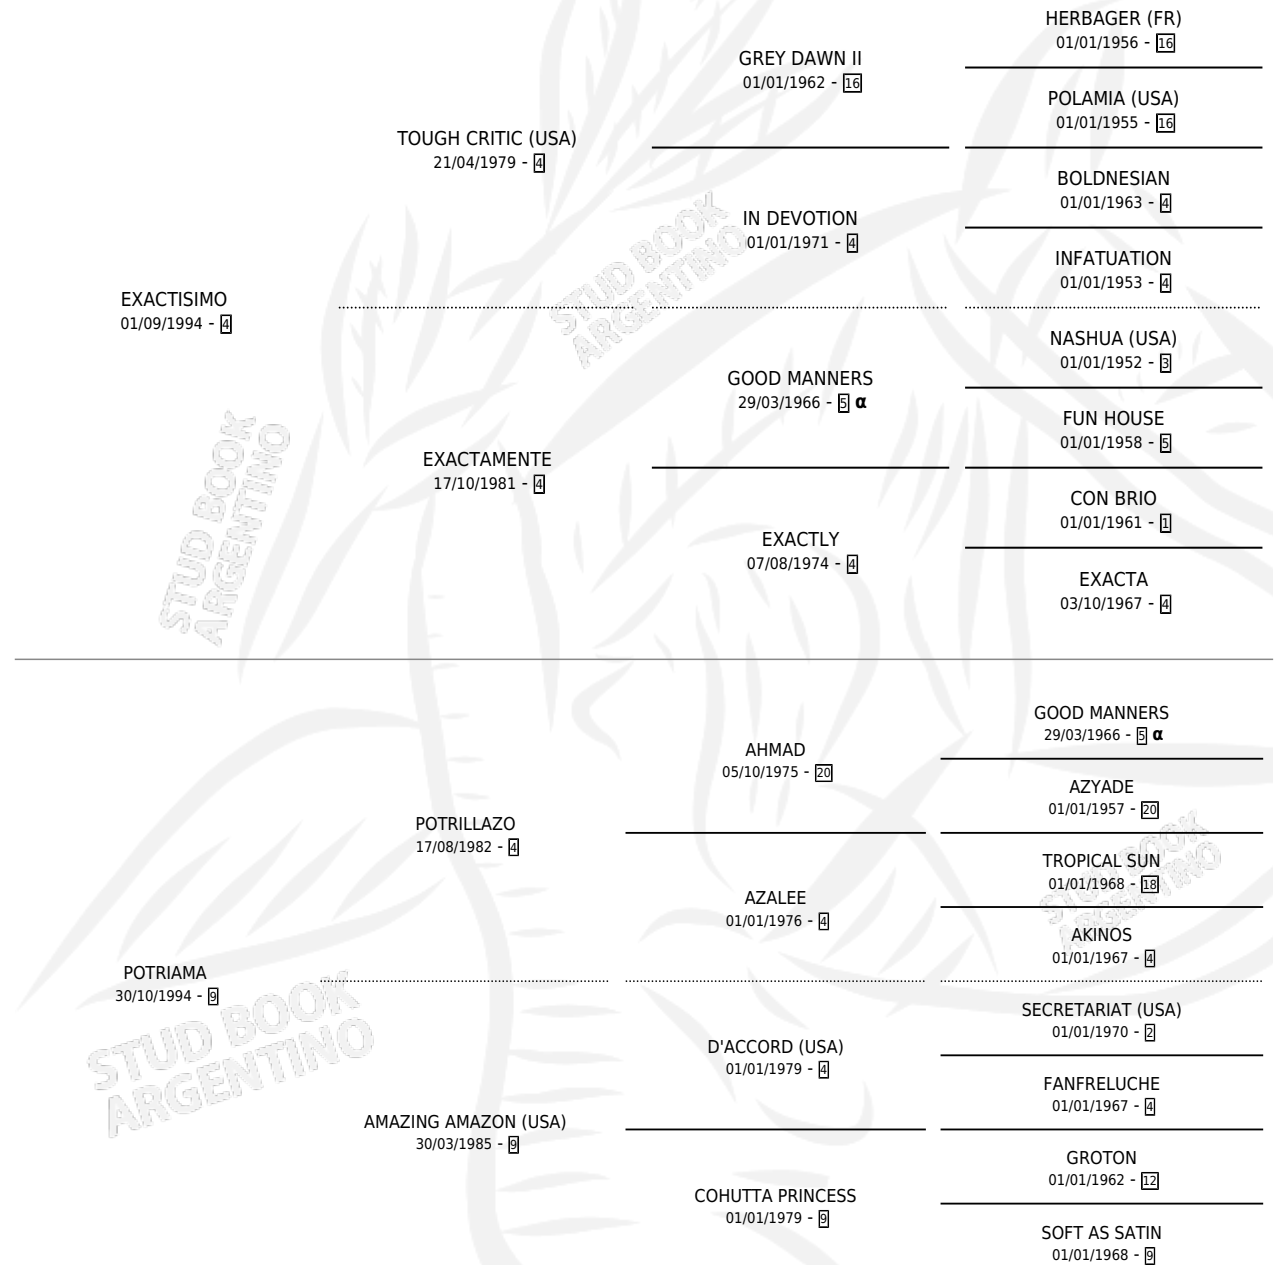 HERBAGER (FR)
01/01/1956 - 16
GREY DAWN II
01/01/1962 - 16
POLAMIA (USA)
01/01/1955 - 16
TOUGH CRITIC (USA)
21/04/1979 - 4
BOLDNESIAN
01/01/1963 - 4
IN DEVOTION
01/01/1971 - 4
INFATUATION
01/01/1953 - 4
EXACTISIMO
01/09/1994 - 4
NASHUA (USA)
01/01/1952 - 3
GOOD MANNERS
29/03/1966 - 5 α
FUN HOUSE
01/01/1958 - 5
EXACTAMENTE
17/10/1981 - 4
CON BRIO
01/01/1961 - 1
EXACTLY
07/08/1974 - 4
EXACTA
03/10/1967 - 4
GOOD MANNERS
29/03/1966 - 5 α
AHMAD
05/10/1975 - 20
AZYADE
01/01/1957 - 20
POTRILLAZO
17/08/1982 - 4
TROPICAL SUN
01/01/1968 - 18
AZALEE
01/01/1976 - 4
AKINOS
01/01/1967 - 4
POTRIAMA
30/10/1994 - 9
SECRETARIAT (USA)
01/01/1970 - 2
D'ACCORD (USA)
01/01/1979 - 4
FANFRELUCHE
01/01/1967 - 4
AMAZING AMAZON (USA)
30/03/1985 - 9
GROTON
01/01/1962 - 12
COHUTTA PRINCESS
01/01/1979 - 9
SOFT AS SATIN
01/01/1968 - 9
STUD BOOK
ARGENTINO
STUD BOOK
ARGENTINO
STUD BOOK
ARGENTINO
STUD BOOK
ARGENTINO